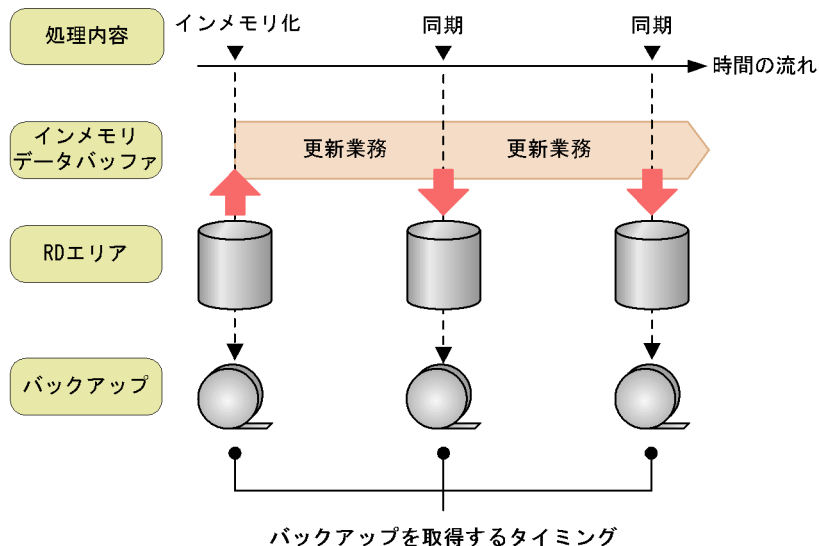 処理内容
インメモリ化
同期
同期
時間の流れ
インメモリ
データバッファ
更新業務
更新業務
RDエリア
バックアップ
バックアップを取得するタイミング